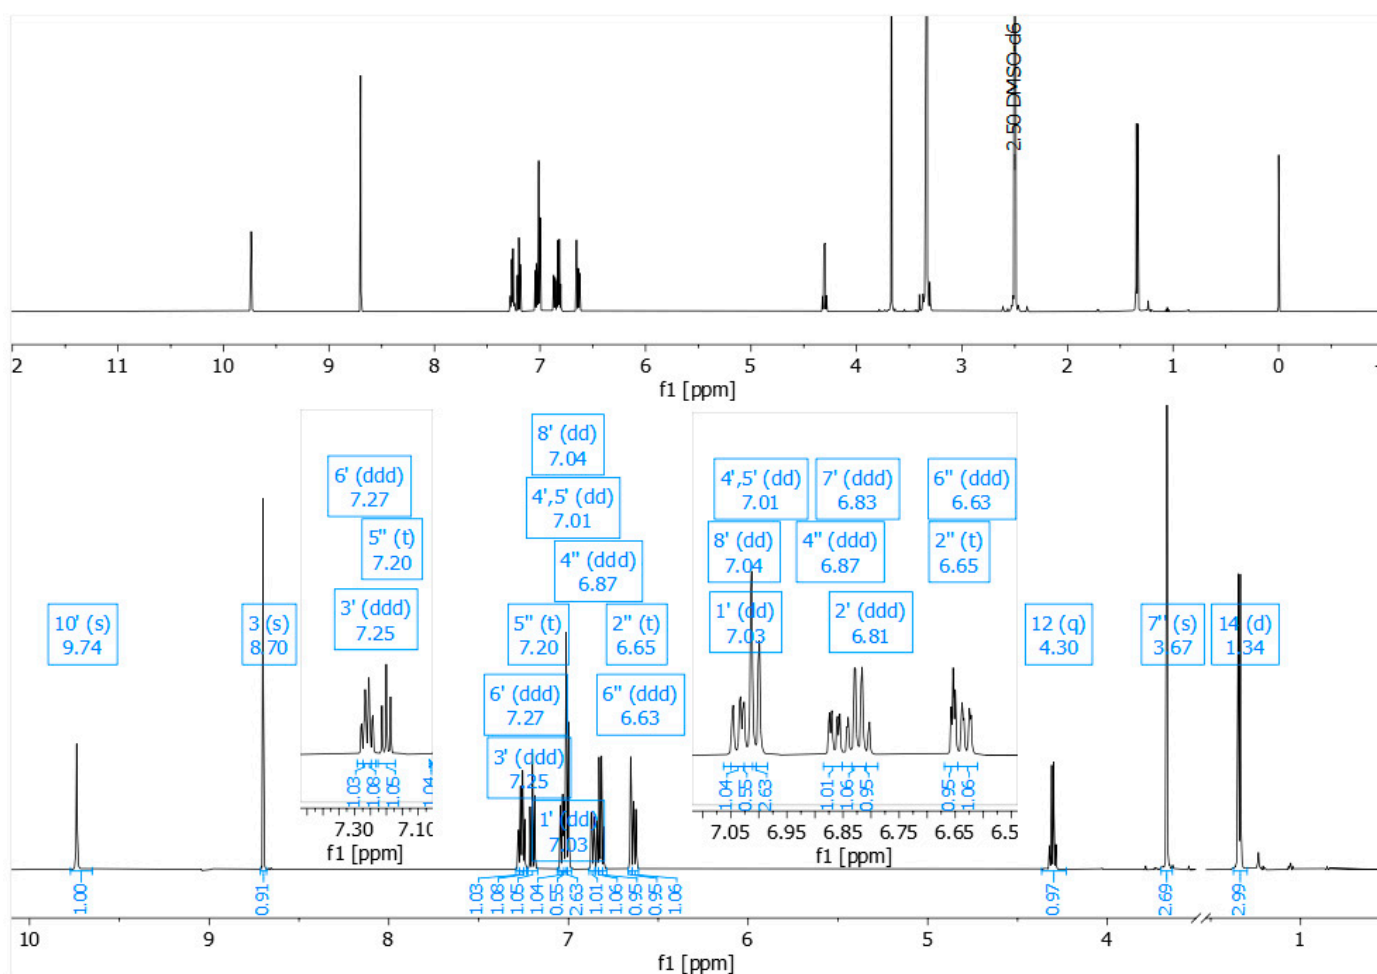 2.50 DMSO-d6
2 11 10 9 8 7 6 5 4 3 2 1 0
f1 [ppm]
8' (dd)
7.04
6' (ddd)
7.27
4',5' (dd)
7.01
5'' (t)
7.20
4'' (ddd)
6.87
3' (ddd)
7.25
4',5' (dd)
7.01
7' (ddd)
6.83
6'' (ddd)
6.63
8' (dd)
7.04
4'' (ddd)
6.87
2'' (t)
6.65
1' (dd)
7.03
2' (ddd)
6.81
10' (s)
9.74
3 (s)
8.70
5'' (t)
7.20
2'' (t)
6.65
12 (q)
4.30
7'' (s)
3.67
14 (d)
1.34
6' (ddd)
7.27
6'' (ddd)
6.63
3' (ddd)
7.25
1' (dd)
7.03
1.03 1.08 1.05 1.04
7.30 7.10
f1 [ppm]
1.04 0.55 2.63 1.01 1.06 0.95 0.95 1.06
7.05 6.95 6.85 6.75 6.65 6.5
f1 [ppm]
1.00 0.91 1.03 1.08 1.05 1.04 0.55 2.63 1.01 1.06 0.95 0.95 1.06 0.97 2.69 2.99
10 9 8 7 6 5 4 1
f1 [ppm]